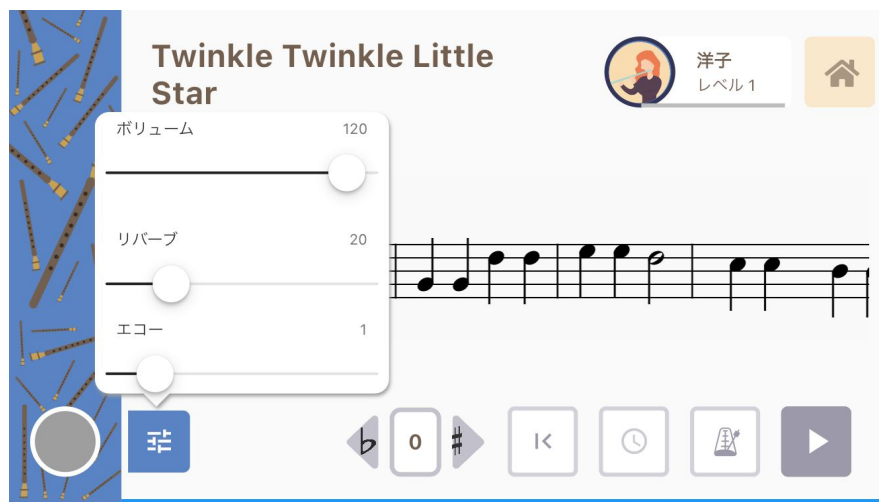 Twinkle Twinkle Little
Star
洋子
レベル 1
ボリューム 120
リバーブ 20
エコー 1
♭ 0 ♯